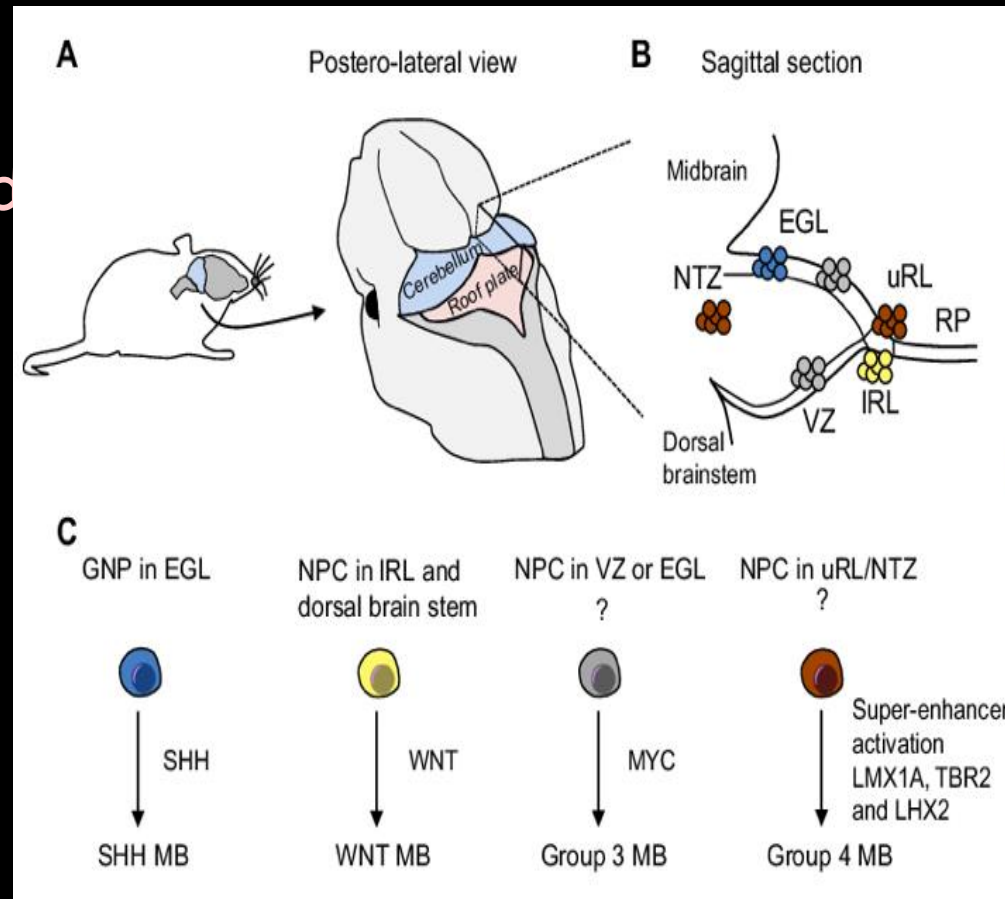 A
Postero-lateral view
Cerebellum
Roof plate
B
Sagittal section
Midbrain
EGL
NTZ
uRL
RP
IRL
VZ
Dorsal
brainstem
C
GNP in EGL
NPC in IRL and
dorsal brain stem
NPC in VZ or EGL
?
NPC in uRL/NTZ
?
SHH
WNT
MYC
Super-enhancer
activation
LMX1A, TBR2
and LHX2
SHH MB
WNT MB
Group 3 MB
Group 4 MB